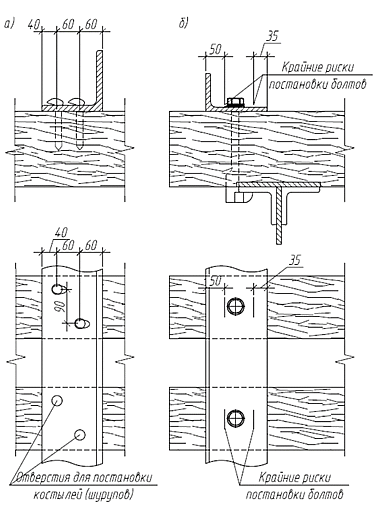 а)
40 60 60
б)
50
35
Крайние риски
постановки болтов
40
60 60
90
50
35
Отверстия для постановки
костылей (шурупов)
Крайние риски
постановки болтов